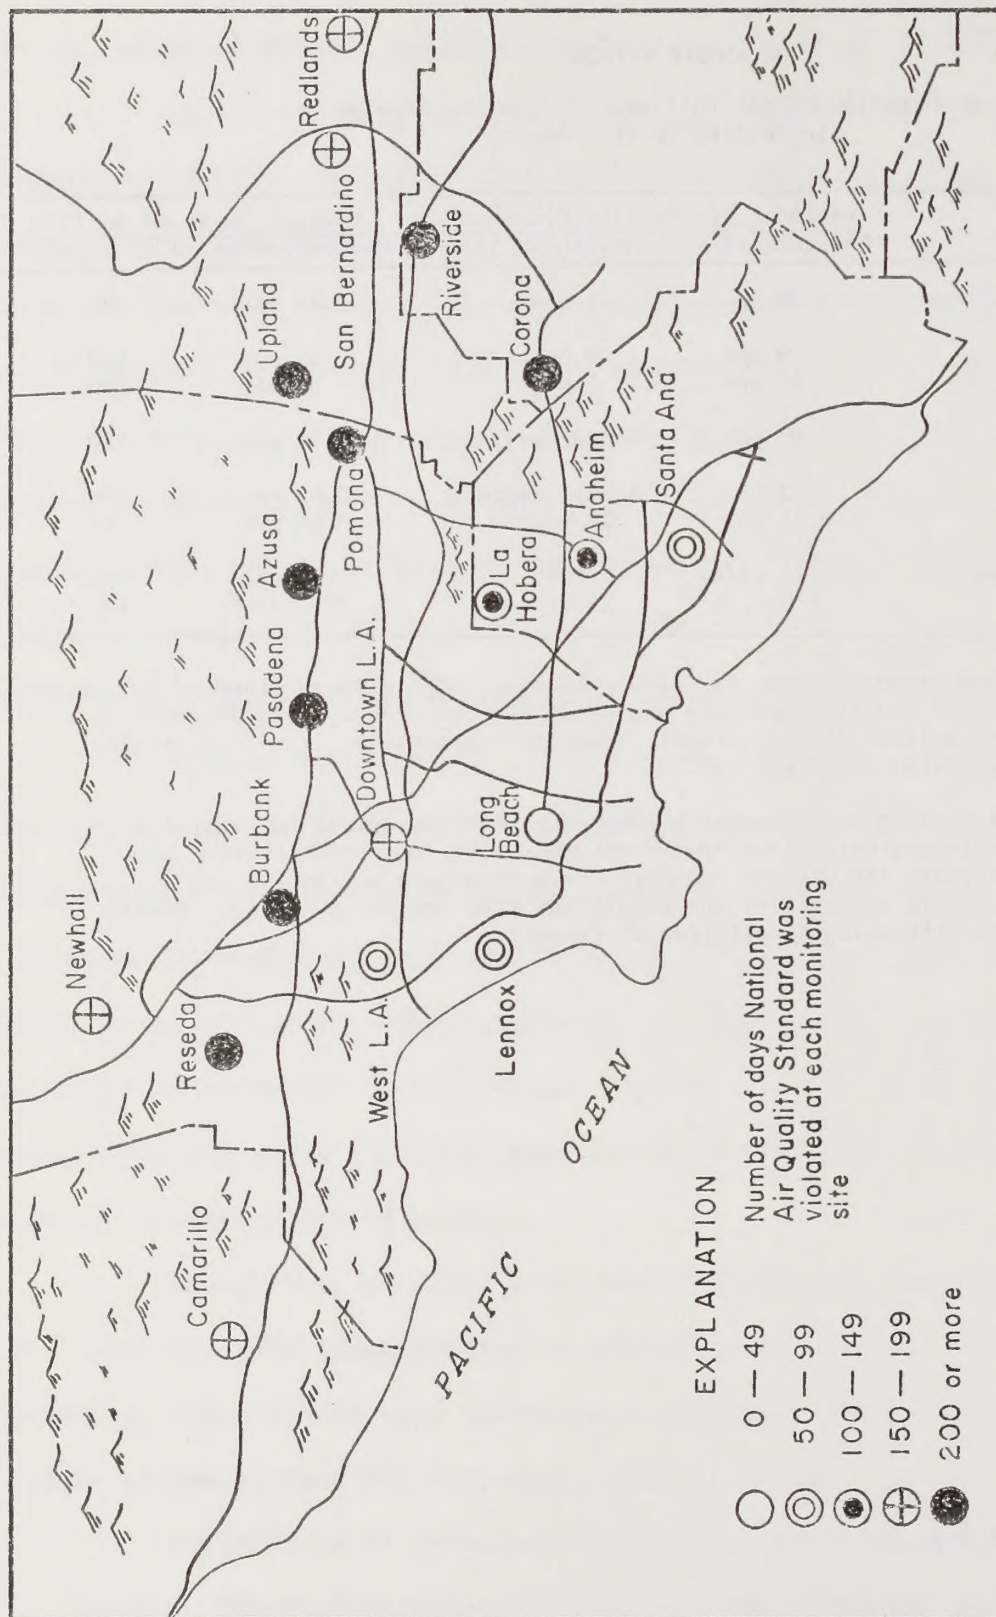 Newhall
Camarillo
Reseda
Burbank
Pasadena
Azusa
Upland
San Bernardino
Redlands
Pomona
Downtown L.A.
West L.A.
Riverside
Lennox
Long
Beach
La
Hobera
Corona
Anaheim
Santa Ana
PACIFIC
OCEAN
EXPLANATION
0 — 49
50 — 99
100 — 149
150 — 199
200 or more
Number of days National
Air Quality Standard was
violated at each monitoring
site